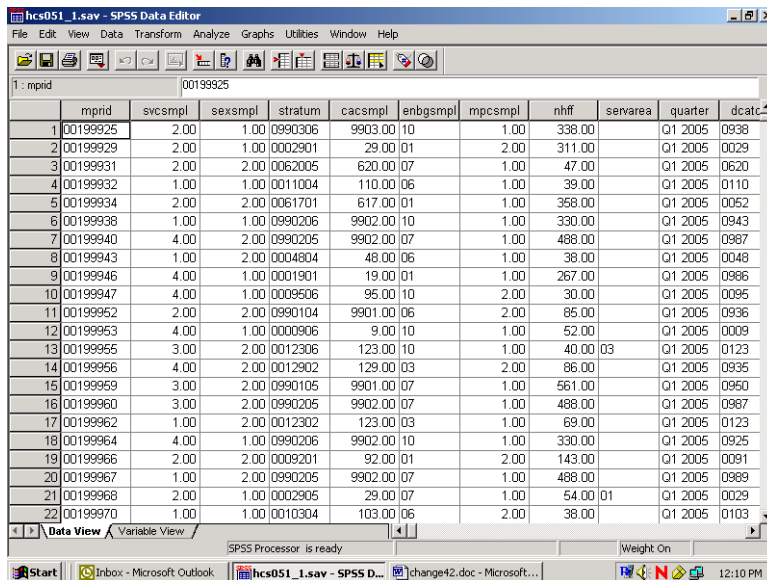 hcs051_1.sav - SPSS Data Editor
File Edit View Data Transform Analyze Graphs Utilities Window Help
1 : mprid 00199925
mprid svcsmpl sexsmpl stratum cacsmpl enbgsmpl mpcsmpl nhff servarea quarter dcatc
1 00199925 2.00 1.00 0990306 9903.00 10 1.00 338.00 Q1 2005 0938
2 00199929 2.00 1.00 0002901 29.00 01 2.00 311.00 Q1 2005 0029
3 00199931 2.00 2.00 0062005 620.00 07 1.00 47.00 Q1 2005 0620
4 00199932 1.00 1.00 0011004 110.00 06 1.00 39.00 Q1 2005 0110
5 00199934 2.00 2.00 0061701 617.00 01 1.00 358.00 Q1 2005 0052
6 00199938 1.00 1.00 0990206 9902.00 10 1.00 330.00 Q1 2005 0943
7 00199940 4.00 2.00 0990205 9902.00 07 1.00 488.00 Q1 2005 0987
8 00199943 1.00 2.00 0004804 48.00 06 1.00 38.00 Q1 2005 0048
9 00199946 4.00 1.00 0001901 19.00 01 1.00 267.00 Q1 2005 0986
10 00199947 4.00 1.00 0009506 95.00 10 2.00 30.00 Q1 2005 0095
11 00199952 2.00 2.00 0990104 9901.00 06 2.00 85.00 Q1 2005 0936
12 00199953 4.00 1.00 0000906 9.00 10 1.00 52.00 Q1 2005 0009
13 00199955 3.00 2.00 0012306 123.00 10 1.00 40.00 03 Q1 2005 0123
14 00199956 4.00 2.00 0012902 129.00 03 2.00 86.00 Q1 2005 0935
15 00199959 3.00 2.00 0990105 9901.00 07 1.00 561.00 Q1 2005 0950
16 00199960 3.00 2.00 0990205 9902.00 07 1.00 488.00 Q1 2005 0987
17 00199962 1.00 2.00 0012302 123.00 03 1.00 69.00 Q1 2005 0123
18 00199964 4.00 1.00 0990206 9902.00 10 1.00 330.00 Q1 2005 0925
19 00199966 2.00 2.00 0009201 92.00 01 2.00 143.00 Q1 2005 0091
20 00199967 1.00 2.00 0990205 9902.00 07 1.00 488.00 Q1 2005 0989
21 00199968 2.00 1.00 0002905 29.00 07 1.00 54.00 01 Q1 2005 0029
22 00199970 1.00 1.00 0010304 103.00 06 2.00 38.00 Q1 2005 0103
Data View Variable View
SPSS Processor is ready Weight On
Start Inbox - Microsoft Outlook hcs051_1.sav - SPSS D... change42.doc - Microsoft... 12:10 PM